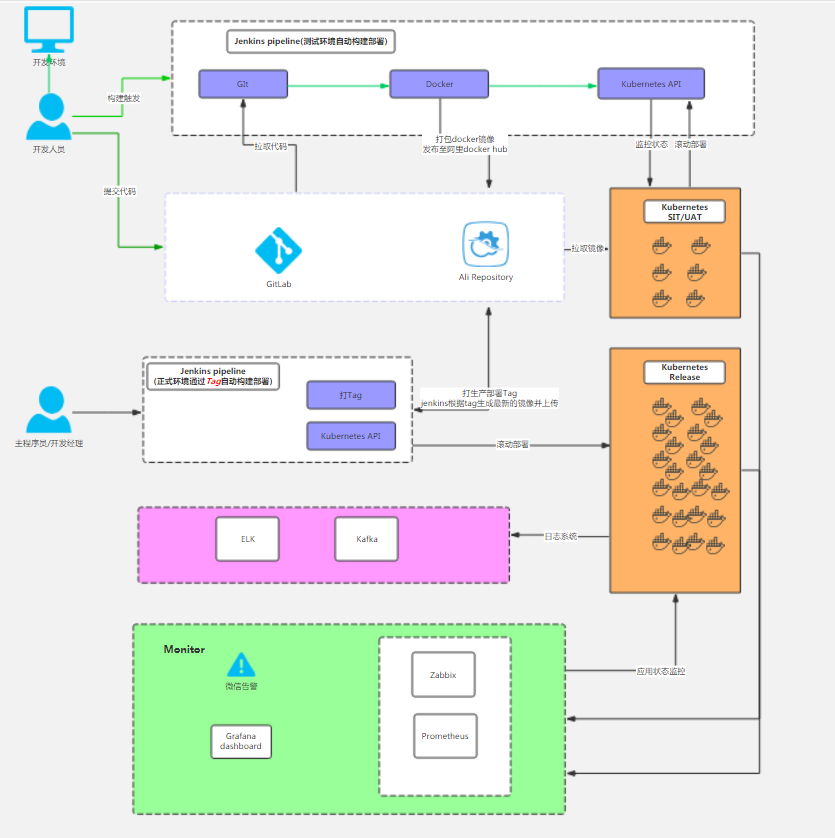 Jenkins pipeline(测试环境自动构建部署)
开发环境
GIt
Docker
Kubernetes API
构建触发
开发人员
拉取代码
打包docker镜像
发布至阿里docker hub
监控状态
滚动部署
提交代码
Kubernetes
SIT/UAT
拉取镜像
GitLab
Ali Repository
Jenkins pipeline
(正式环境通过Tag自动构建部署)
Kubernetes
Release
打Tag
打生产部署Tag
jenkins根据tag生成最新的镜像并上传
Kubernetes API
主程序员/开发经理
滚动部署
ELK
Kafka
日志系统
Monitor
微信告警
Zabbix
应用状态监控
Grafana
dashboard
Prometheus